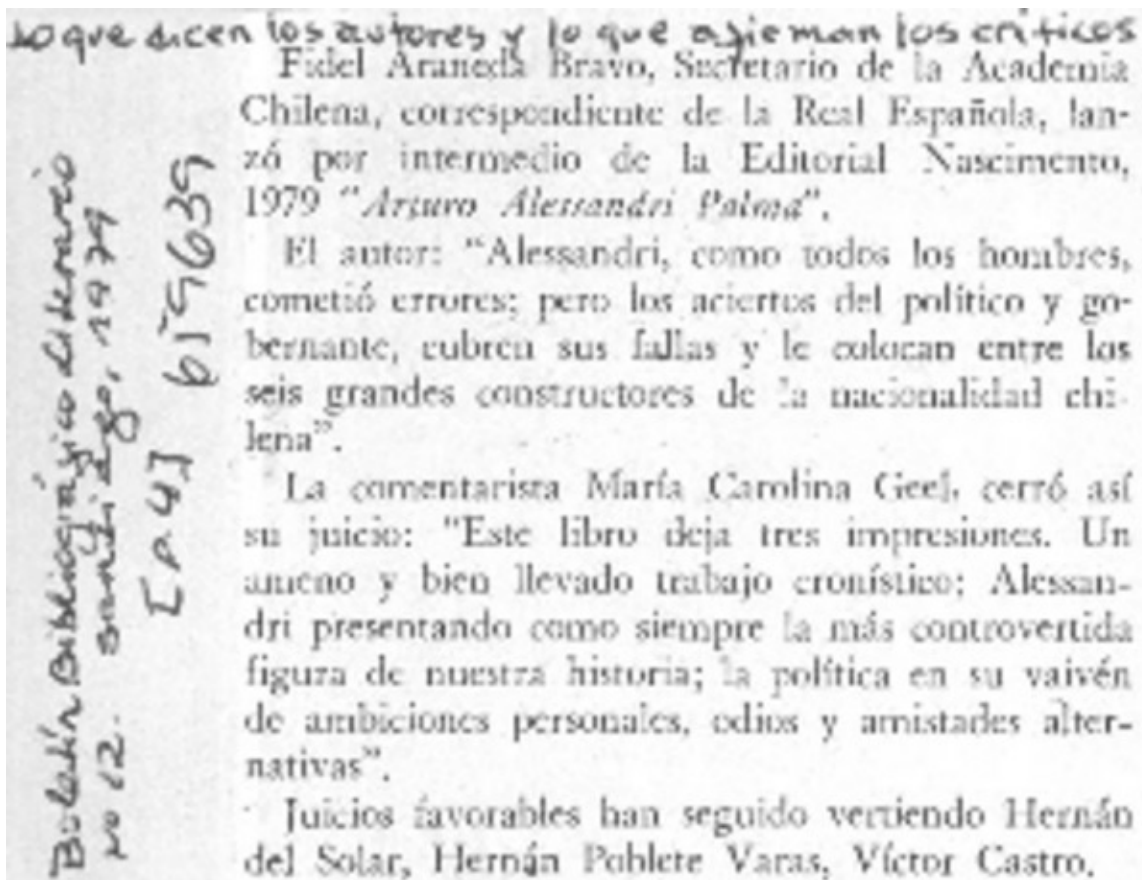 Lo que dicen los autores y lo que afirman los críticos
Fidel Araneda Bravo, Secretario de la Academia
Chilena, correspondiente de la Real Española, lan-
zó por intermedio de la Editorial Nascimento,
1979 "Arturo Alessandri Palma".
El autor: "Alessandri, como todos los hombres,
cometió errores; pero los aciertos del político y go-
bernante, cubren sus fallas y le colocan entre los
seis grandes constructores de la nacionalidad chi-
lena".
La comentarista María Carolina Geel, cerró así
su juicio: "Este libro deja tres impresiones. Un
ameno y bien llevado trabajo cronístico; Alessan-
dri presentando como siempre la más controvertida
figura de nuestra historia; la política en su vaivén
de ambiciones personales, odios y amistades alter-
nativas".
Juicios favorables han seguido vertiendo Hernán
del Solar, Hernán Poblete Varas, Víctor Castro.
Boletín Bibliográfico Literario
No 12. Santiago, 1979
[P 4] 619639